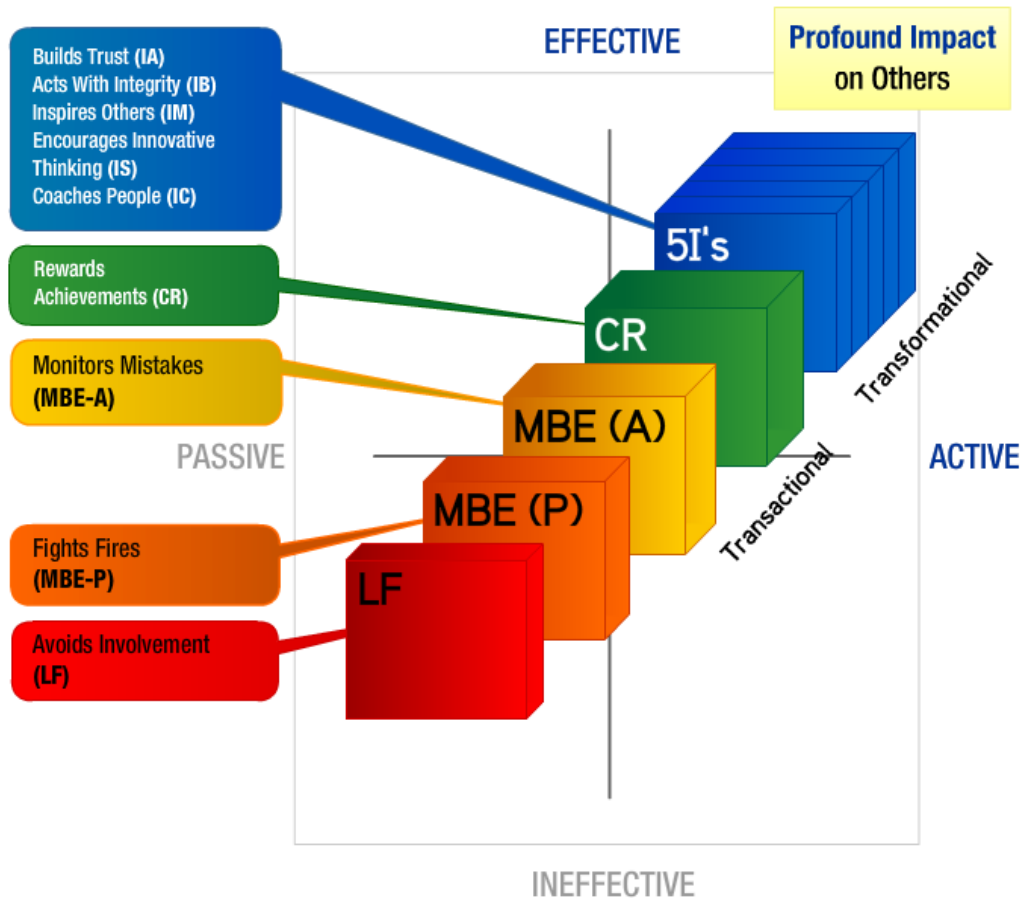 EFFECTIVE
Profound Impact
on Others
Builds Trust (IA)
Acts With Integrity (IB)
Inspires Others (IM)
Encourages Innovative
Thinking (IS)
Coaches People (IC)
5I's
Rewards
Achievements (CR)
CR
Transformational
Monitors Mistakes
(MBE-A)
MBE (A)
PASSIVE
ACTIVE
Transactional
MBE (P)
Fights Fires
(MBE-P)
LF
Avoids Involvement
(LF)
INEFFECTIVE